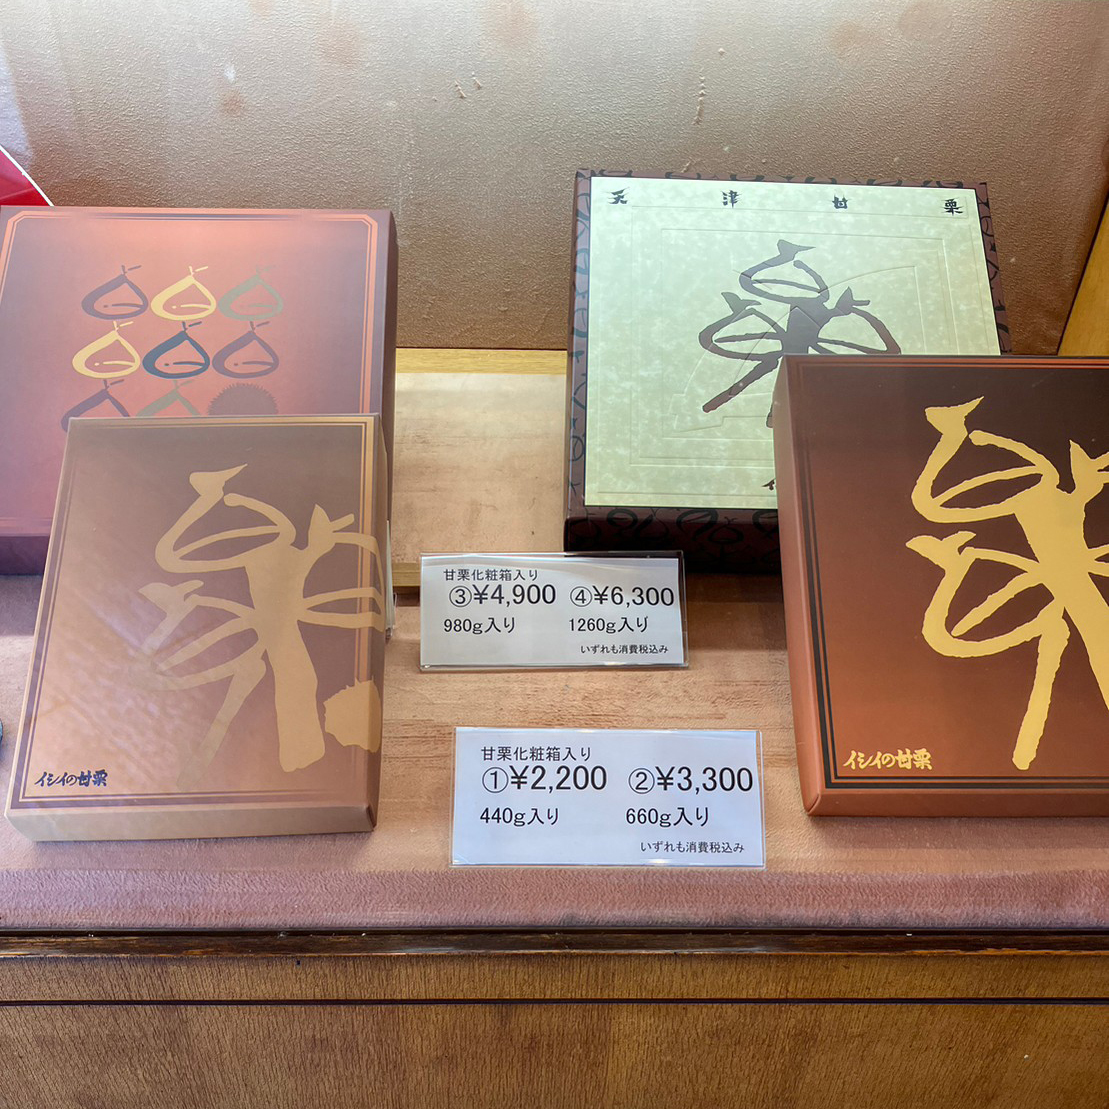 天津甘栗
甘栗化粧箱入り
③¥4,900 ④¥6,300
980g入り 1260g入り
いずれも消費税込み
甘栗化粧箱入り
①¥2,200 ②¥3,300
440g入り 660g入り
いずれも消費税込み
イシイの甘栗
イシイの甘栗